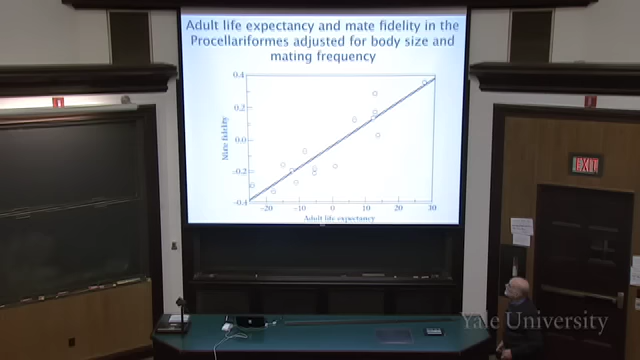 Adult life expectancy and mate fidelity in the
Procellariformes adjusted for body size and
mating frequency
0.4
0.2
0.0
-0.2
-0.4
Mate fidelity
-20
-10
0
10
20
30
Adult life expectancy
EXIT
Yale University